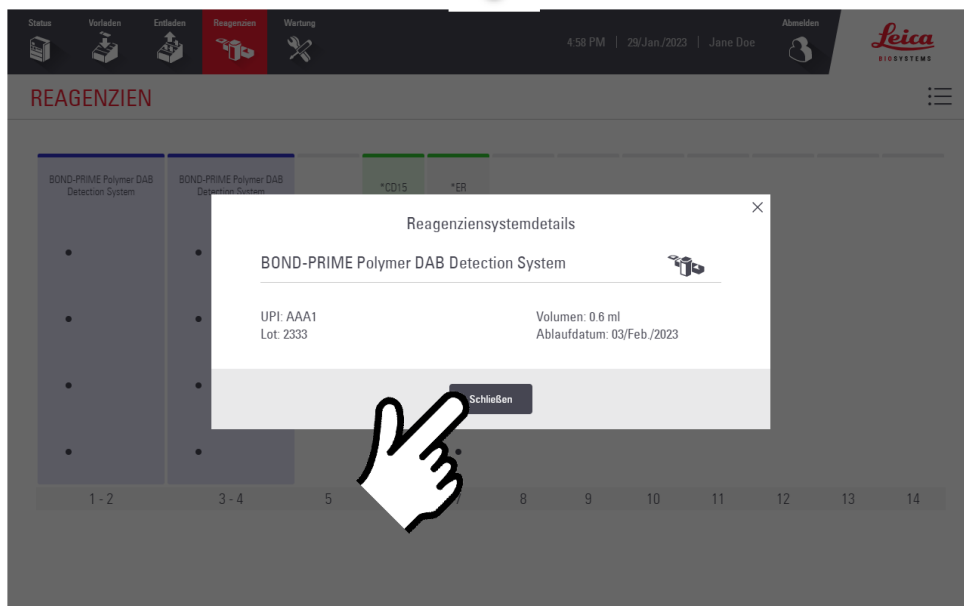 Status
Vorladen
Entladen
Reagenzien
Wartung
4:58 PM | 29/Jan./2023 | Jane Doe
Abmelden
Leica
BIOSYSTEMS
REAGENZIEN
BOND-PRIME Polymer DAB
Detection System
BOND-PRIME Polymer DAB
Detection System
*CD15
*ER
Reagenziensystemdetails
BOND-PRIME Polymer DAB Detection System
UPI: AAA1
Volumen: 0.6 ml
Lot: 2333
Ablaufdatum: 03/Feb./2023
Schließen
1 - 2
3 - 4
5
7
8
9
10
11
12
13
14